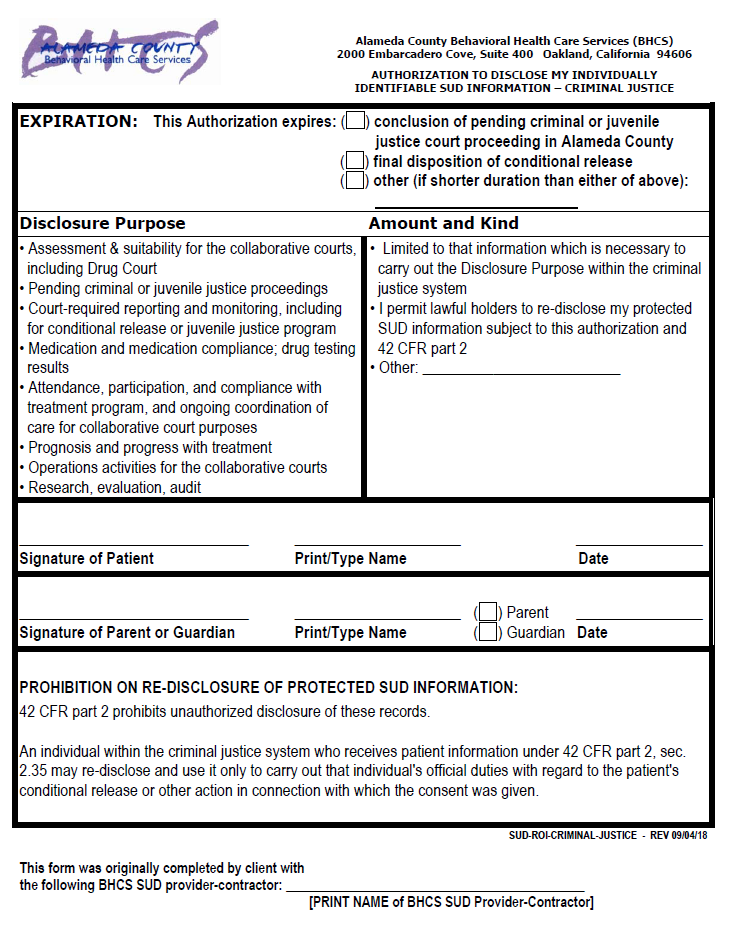 BHCS
ALAMEDA COUNTY
Behavioral Health Care Services
Alameda County Behavioral Health Care Services (BHCS)
2000 Embarcadero Cove, Suite 400 Oakland, California 94606
AUTHORIZATION TO DISCLOSE MY INDIVIDUALLY
IDENTIFIABLE SUD INFORMATION – CRIMINAL JUSTICE
EXPIRATION: This Authorization expires: ( ) conclusion of pending criminal or juvenile
justice court proceeding in Alameda County
( ) final disposition of conditional release
( ) other (if shorter duration than either of above):
Disclosure Purpose
• Assessment & suitability for the collaborative courts,
including Drug Court
• Pending criminal or juvenile justice proceedings
• Court-required reporting and monitoring, including
for conditional release or juvenile justice program
• Medication and medication compliance; drug testing
results
• Attendance, participation, and compliance with
treatment program, and ongoing coordination of
care for collaborative court purposes
• Prognosis and progress with treatment
• Operations activities for the collaborative courts
• Research, evaluation, audit
Amount and Kind
• Limited to that information which is necessary to
carry out the Disclosure Purpose within the criminal
justice system
• I permit lawful holders to re-disclose my protected
SUD information subject to this authorization and
42 CFR part 2
• Other: ________________________
Signature of Patient Print/Type Name Date
( ) Parent
Signature of Parent or Guardian Print/Type Name ( ) Guardian Date
PROHIBITION ON RE-DISCLOSURE OF PROTECTED SUD INFORMATION:
42 CFR part 2 prohibits unauthorized disclosure of these records.
An individual within the criminal justice system who receives patient information under 42 CFR part 2, sec.
2.35 may re-disclose and use it only to carry out that individual's official duties with regard to the patient's
conditional release or other action in connection with which the consent was given.
SUD-ROI-CRIMINAL-JUSTICE - REV 09/04/18
This form was originally completed by client with
the following BHCS SUD provider-contractor: ____________________________________
[PRINT NAME of BHCS SUD Provider-Contractor]